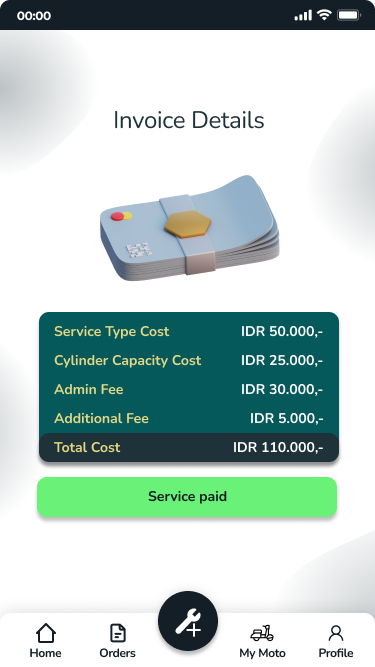 00:00
Invoice Details
Service Type Cost IDR 50.000,-
Cylinder Capacity Cost IDR 25.000,-
Admin Fee IDR 30.000,-
Additional Fee IDR 5.000,-
Total Cost IDR 110.000,-
Service paid
Home Orders My Moto Profile